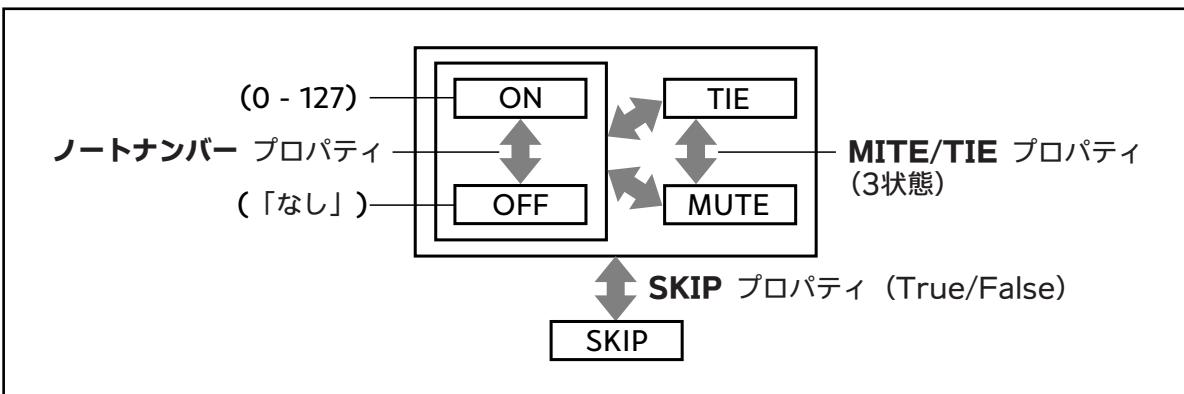 (0 - 127)
ON
TIE
ノートナンバー プロパティ
MITE/TIE プロパティ
(3状態)
(「なし」)
OFF
MUTE
SKIP プロパティ (True/False)
SKIP